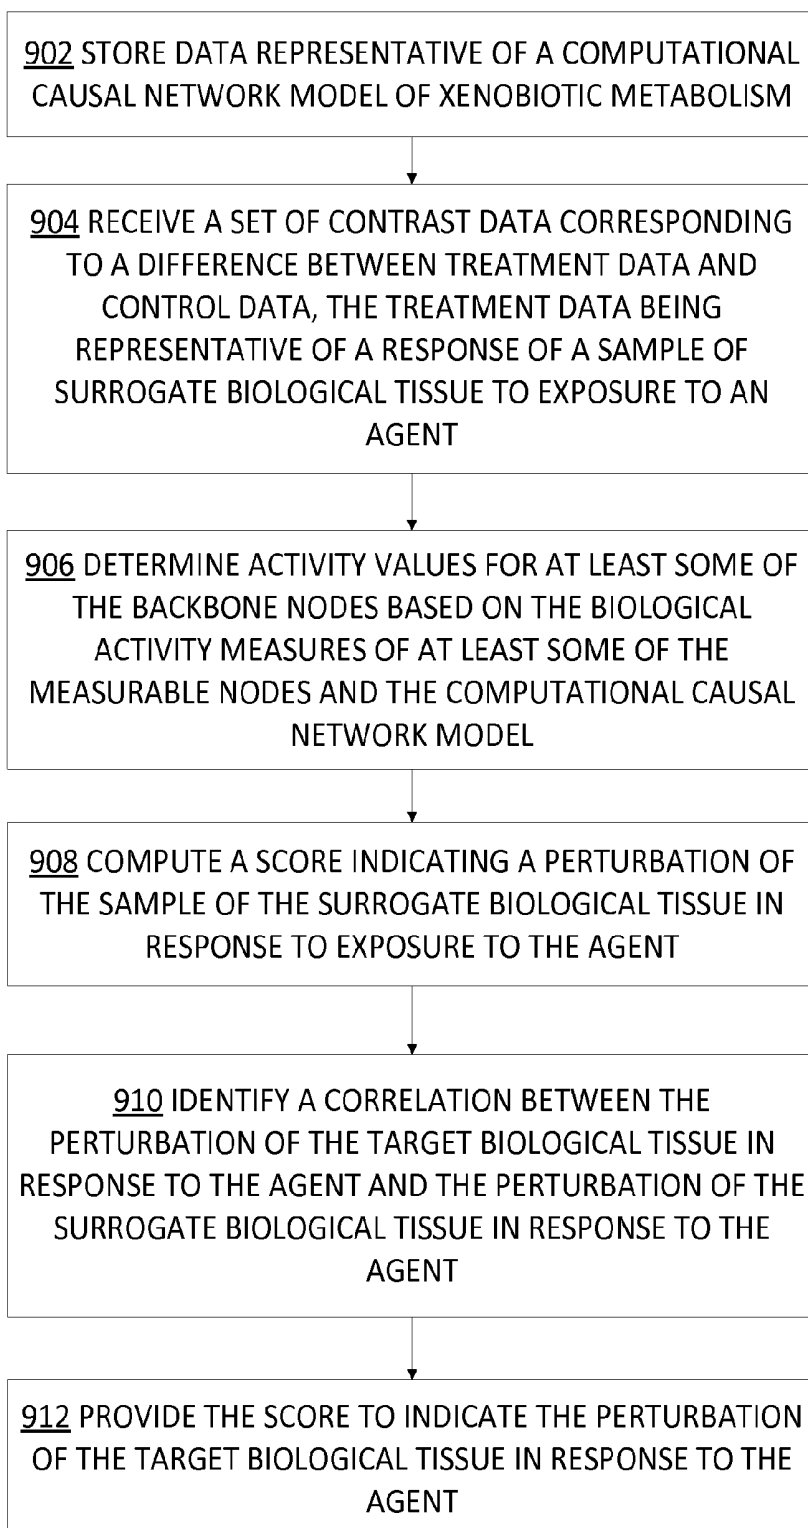 902 STORE DATA REPRESENTATIVE OF A COMPUTATIONAL
CAUSAL NETWORK MODEL OF XENOBIOTIC METABOLISM
904 RECEIVE A SET OF CONTRAST DATA CORRESPONDING
TO A DIFFERENCE BETWEEN TREATMENT DATA AND
CONTROL DATA, THE TREATMENT DATA BEING
REPRESENTATIVE OF A RESPONSE OF A SAMPLE OF
SURROGATE BIOLOGICAL TISSUE TO EXPOSURE TO AN
AGENT
906 DETERMINE ACTIVITY VALUES FOR AT LEAST SOME OF
THE BACKBONE NODES BASED ON THE BIOLOGICAL
ACTIVITY MEASURES OF AT LEAST SOME OF THE
MEASURABLE NODES AND THE COMPUTATIONAL CAUSAL
NETWORK MODEL
908 COMPUTE A SCORE INDICATING A PERTURBATION OF
THE SAMPLE OF THE SURROGATE BIOLOGICAL TISSUE IN
RESPONSE TO EXPOSURE TO THE AGENT
910 IDENTIFY A CORRELATION BETWEEN THE
PERTURBATION OF THE TARGET BIOLOGICAL TISSUE IN
RESPONSE TO THE AGENT AND THE PERTURBATION OF THE
SURROGATE BIOLOGICAL TISSUE IN RESPONSE TO THE
AGENT
912 PROVIDE THE SCORE TO INDICATE THE PERTURBATION
OF THE TARGET BIOLOGICAL TISSUE IN RESPONSE TO THE
AGENT